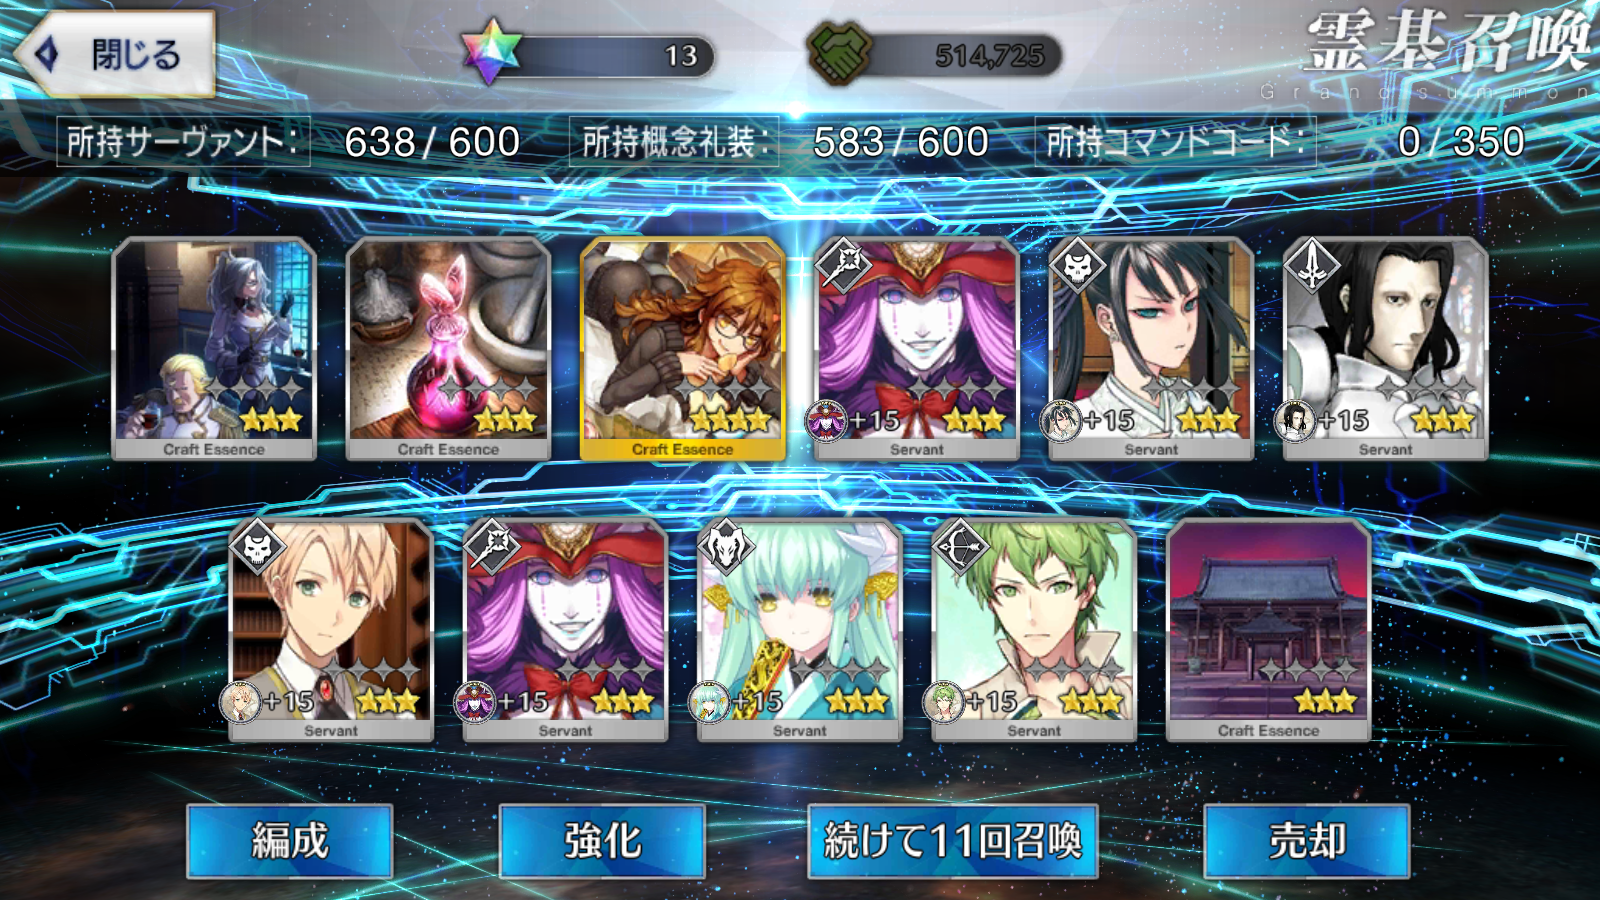 閉じる
13
514,725
霊基召喚
Grand summon
所持サーヴァント: 638/600
所持概念礼装: 583/600
所持コマンドコード: 0/350
Craft Essence
Craft Essence
Craft Essence
+15
Servant
+15
Servant
+15
Servant
+15
Servant
+15
Servant
+15
Servant
+15
Servant
Craft Essence
編成
強化
続けて11回召喚
売却